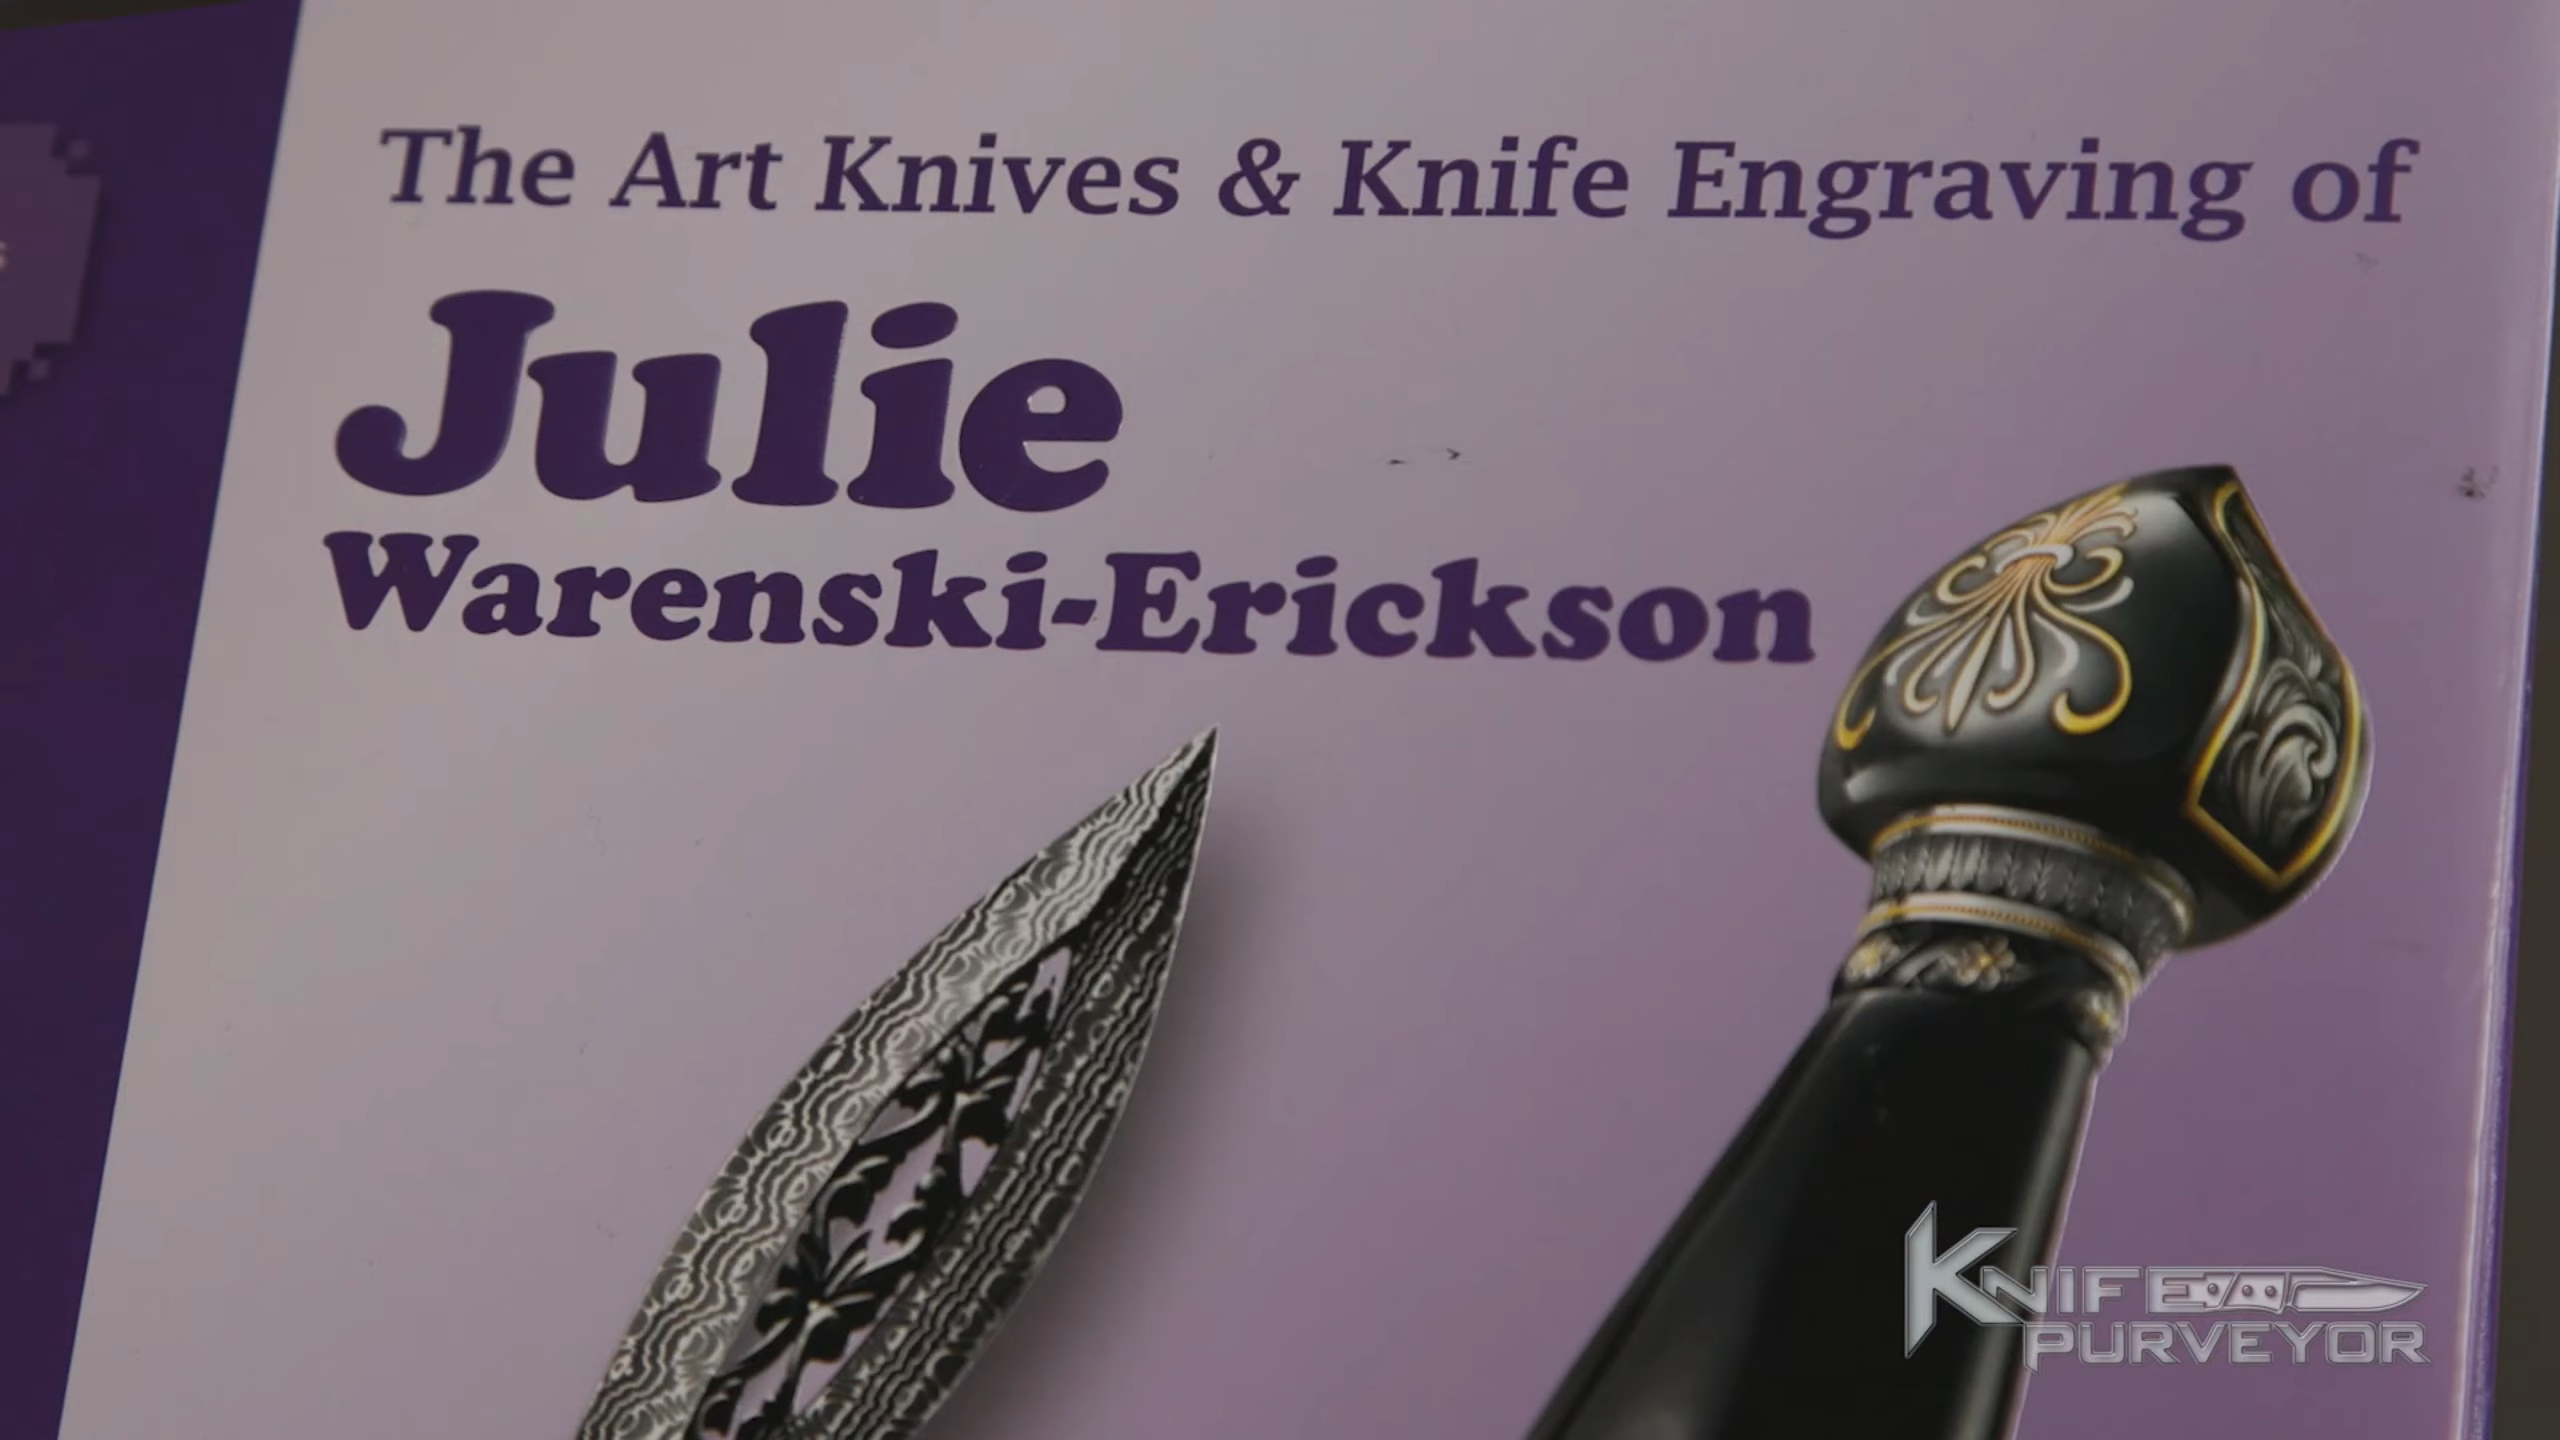 The Art Knives & Knife Engraving of
Julie
Warenski-Erickson
KNIFE
PURVEYOR